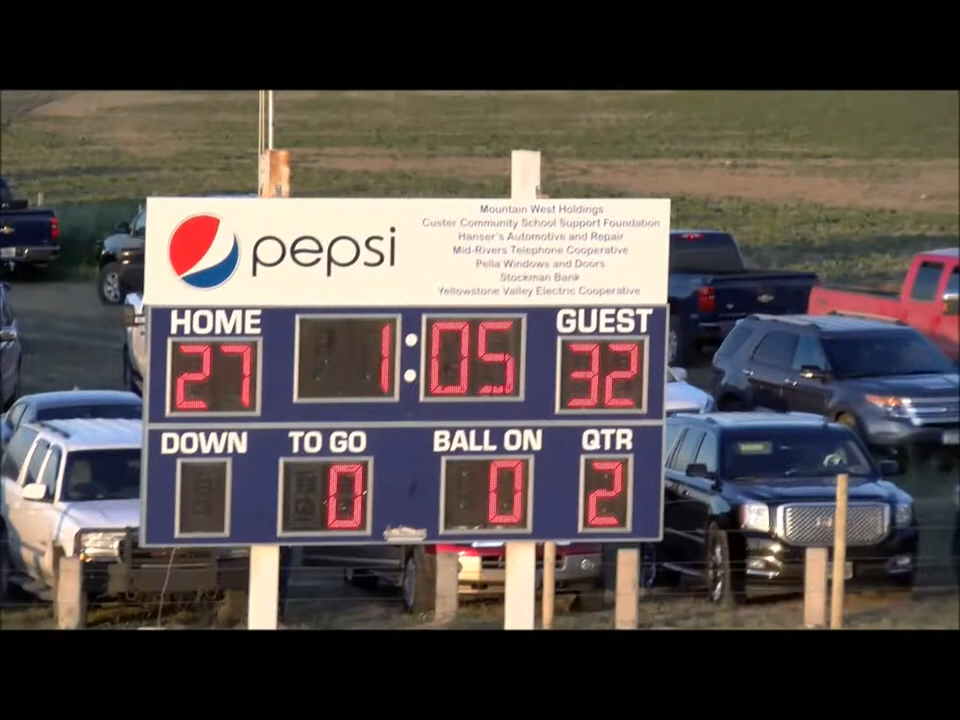 pepsi
Mountain West Holdings
Custer Community School Support Foundation
Hanser's Automotive and Repair
Mid-Rivers Telephone Cooperative
Pella Windows and Doors
Stockman Bank
Yellowstone Valley Electric Cooperative
HOME 1:05 GUEST
27 32
DOWN TO GO BALL ON QTR
0 0 2